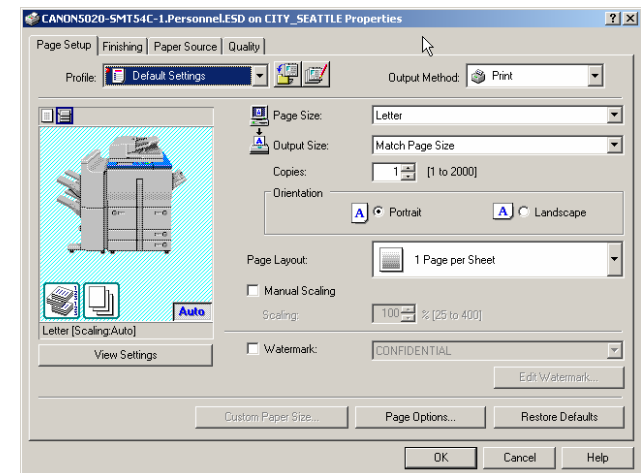 CANON5020-SMT54C-1.Personnel.ESD on CITY_SEATTLE Properties
Page Setup Finishing Paper Source Quality
Profile: Default Settings Output Method: Print
Page Size: Letter
Output Size: Match Page Size
Copies: 1 [1 to 2000]
Orientation
A Portrait A Landscape
Page Layout: 1 Page per Sheet
Manual Scaling
Auto Scaling: 100 % [25 to 400]
Letter [Scaling:Auto]
View Settings Watermark: CONFIDENTIAL
Edit Watermark...
Custom Paper Size... Page Options... Restore Defaults
OK Cancel Help